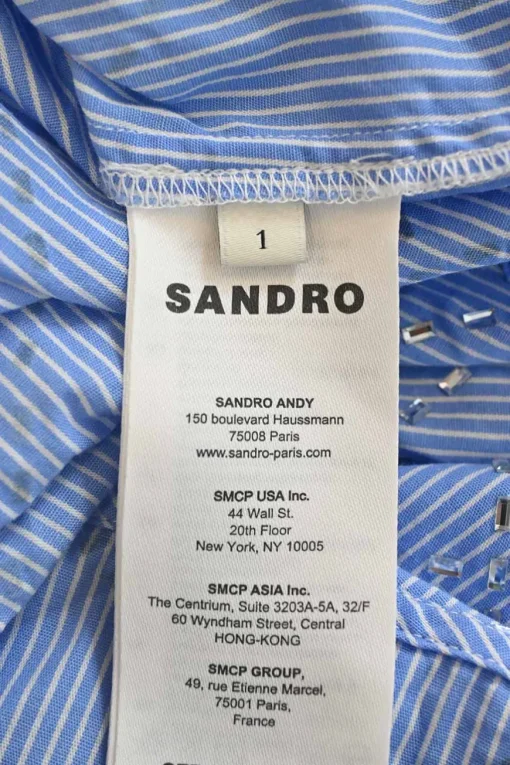 1
SANDRO
SANDRO ANDY
150 boulevard Haussmann
75008 Paris
www.sandro-paris.com
SMCP USA Inc.
44 Wall St.
20th Floor
New York, NY 10005
SMCP ASIA Inc.
The Centrium, Suite 3203A-5A, 32/F
60 Wyndham Street, Central
HONG-KONG
SMCP GROUP,
49, rue Etienne Marcel,
75001 Paris,
France